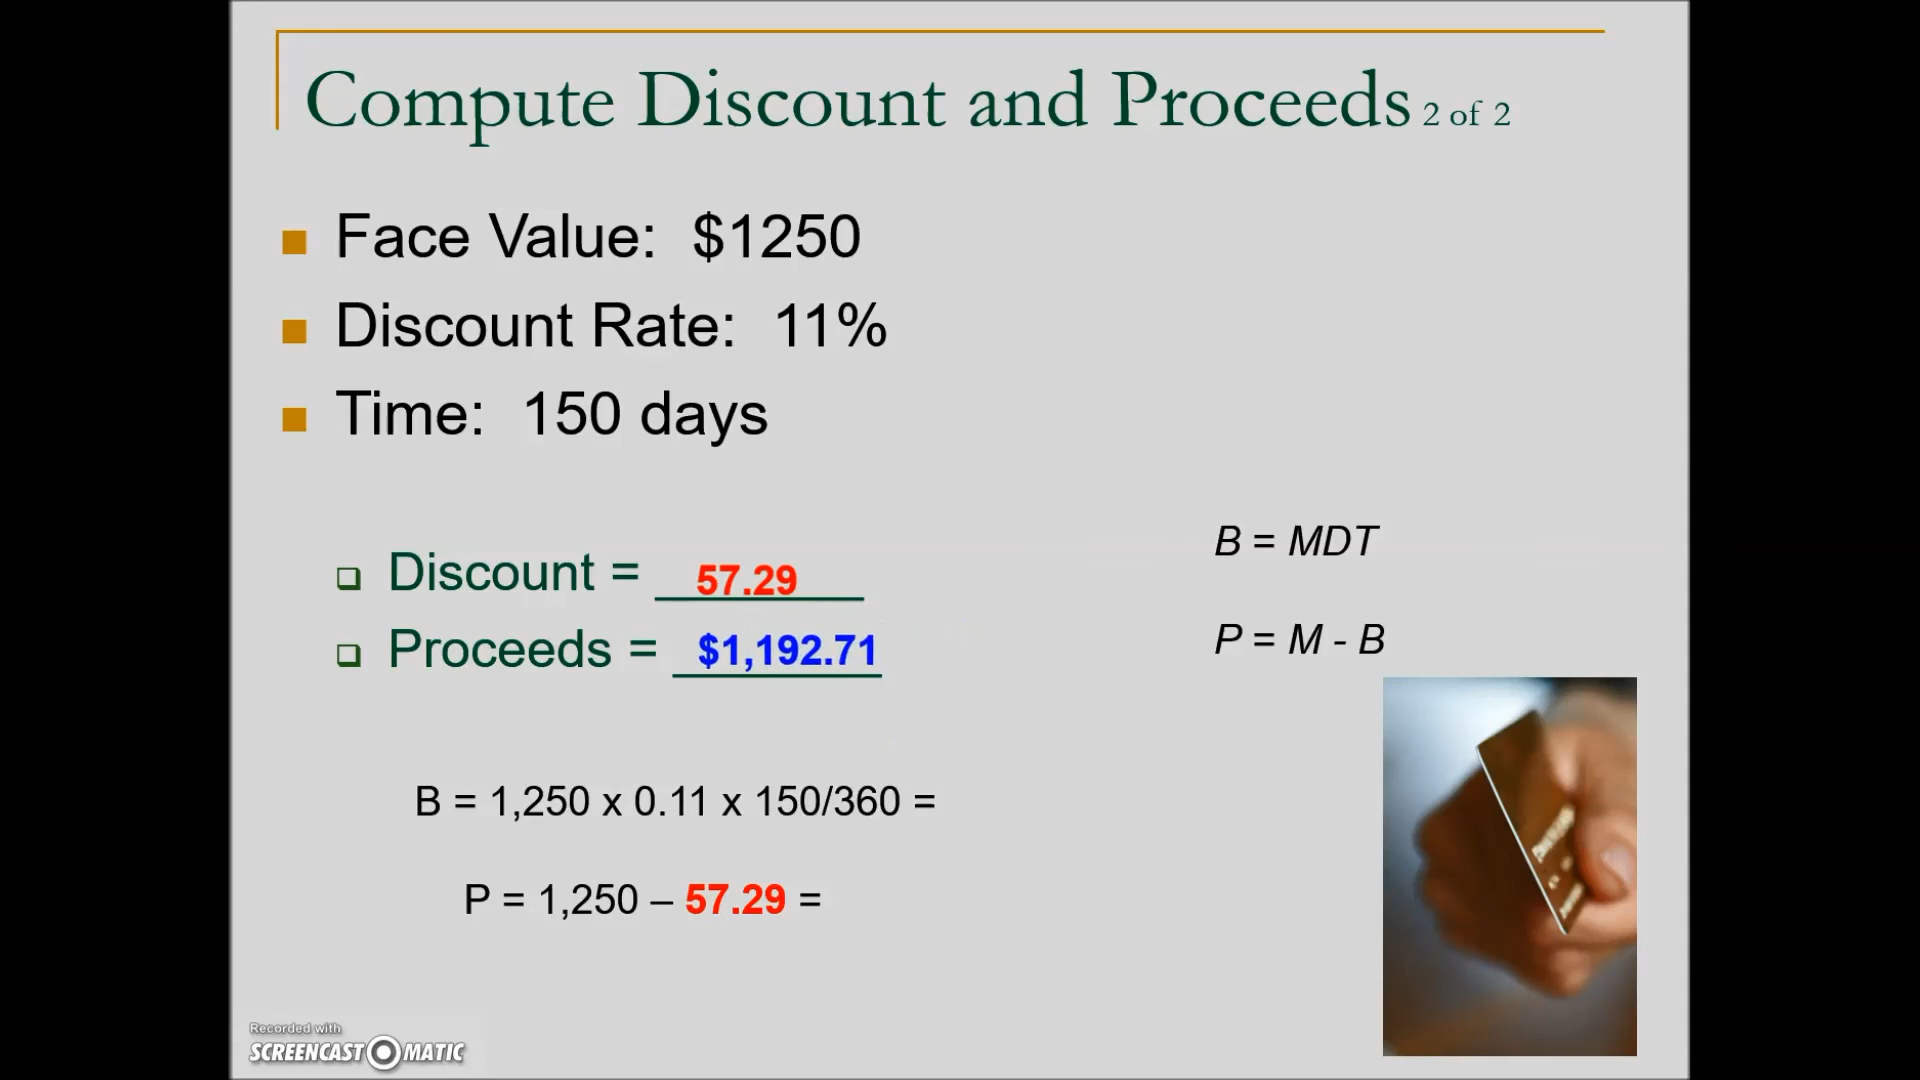 Compute Discount and Proceeds 2 of 2
Face Value: $1250
Discount Rate: 11%
Time: 150 days
Discount = 57.29
Proceeds = $1,192.71
B = MDT
P = M - B
B = 1,250 x 0.11 x 150/360 =
P = 1,250 – 57.29 =
Recorded with
SCREENCAST MATIC